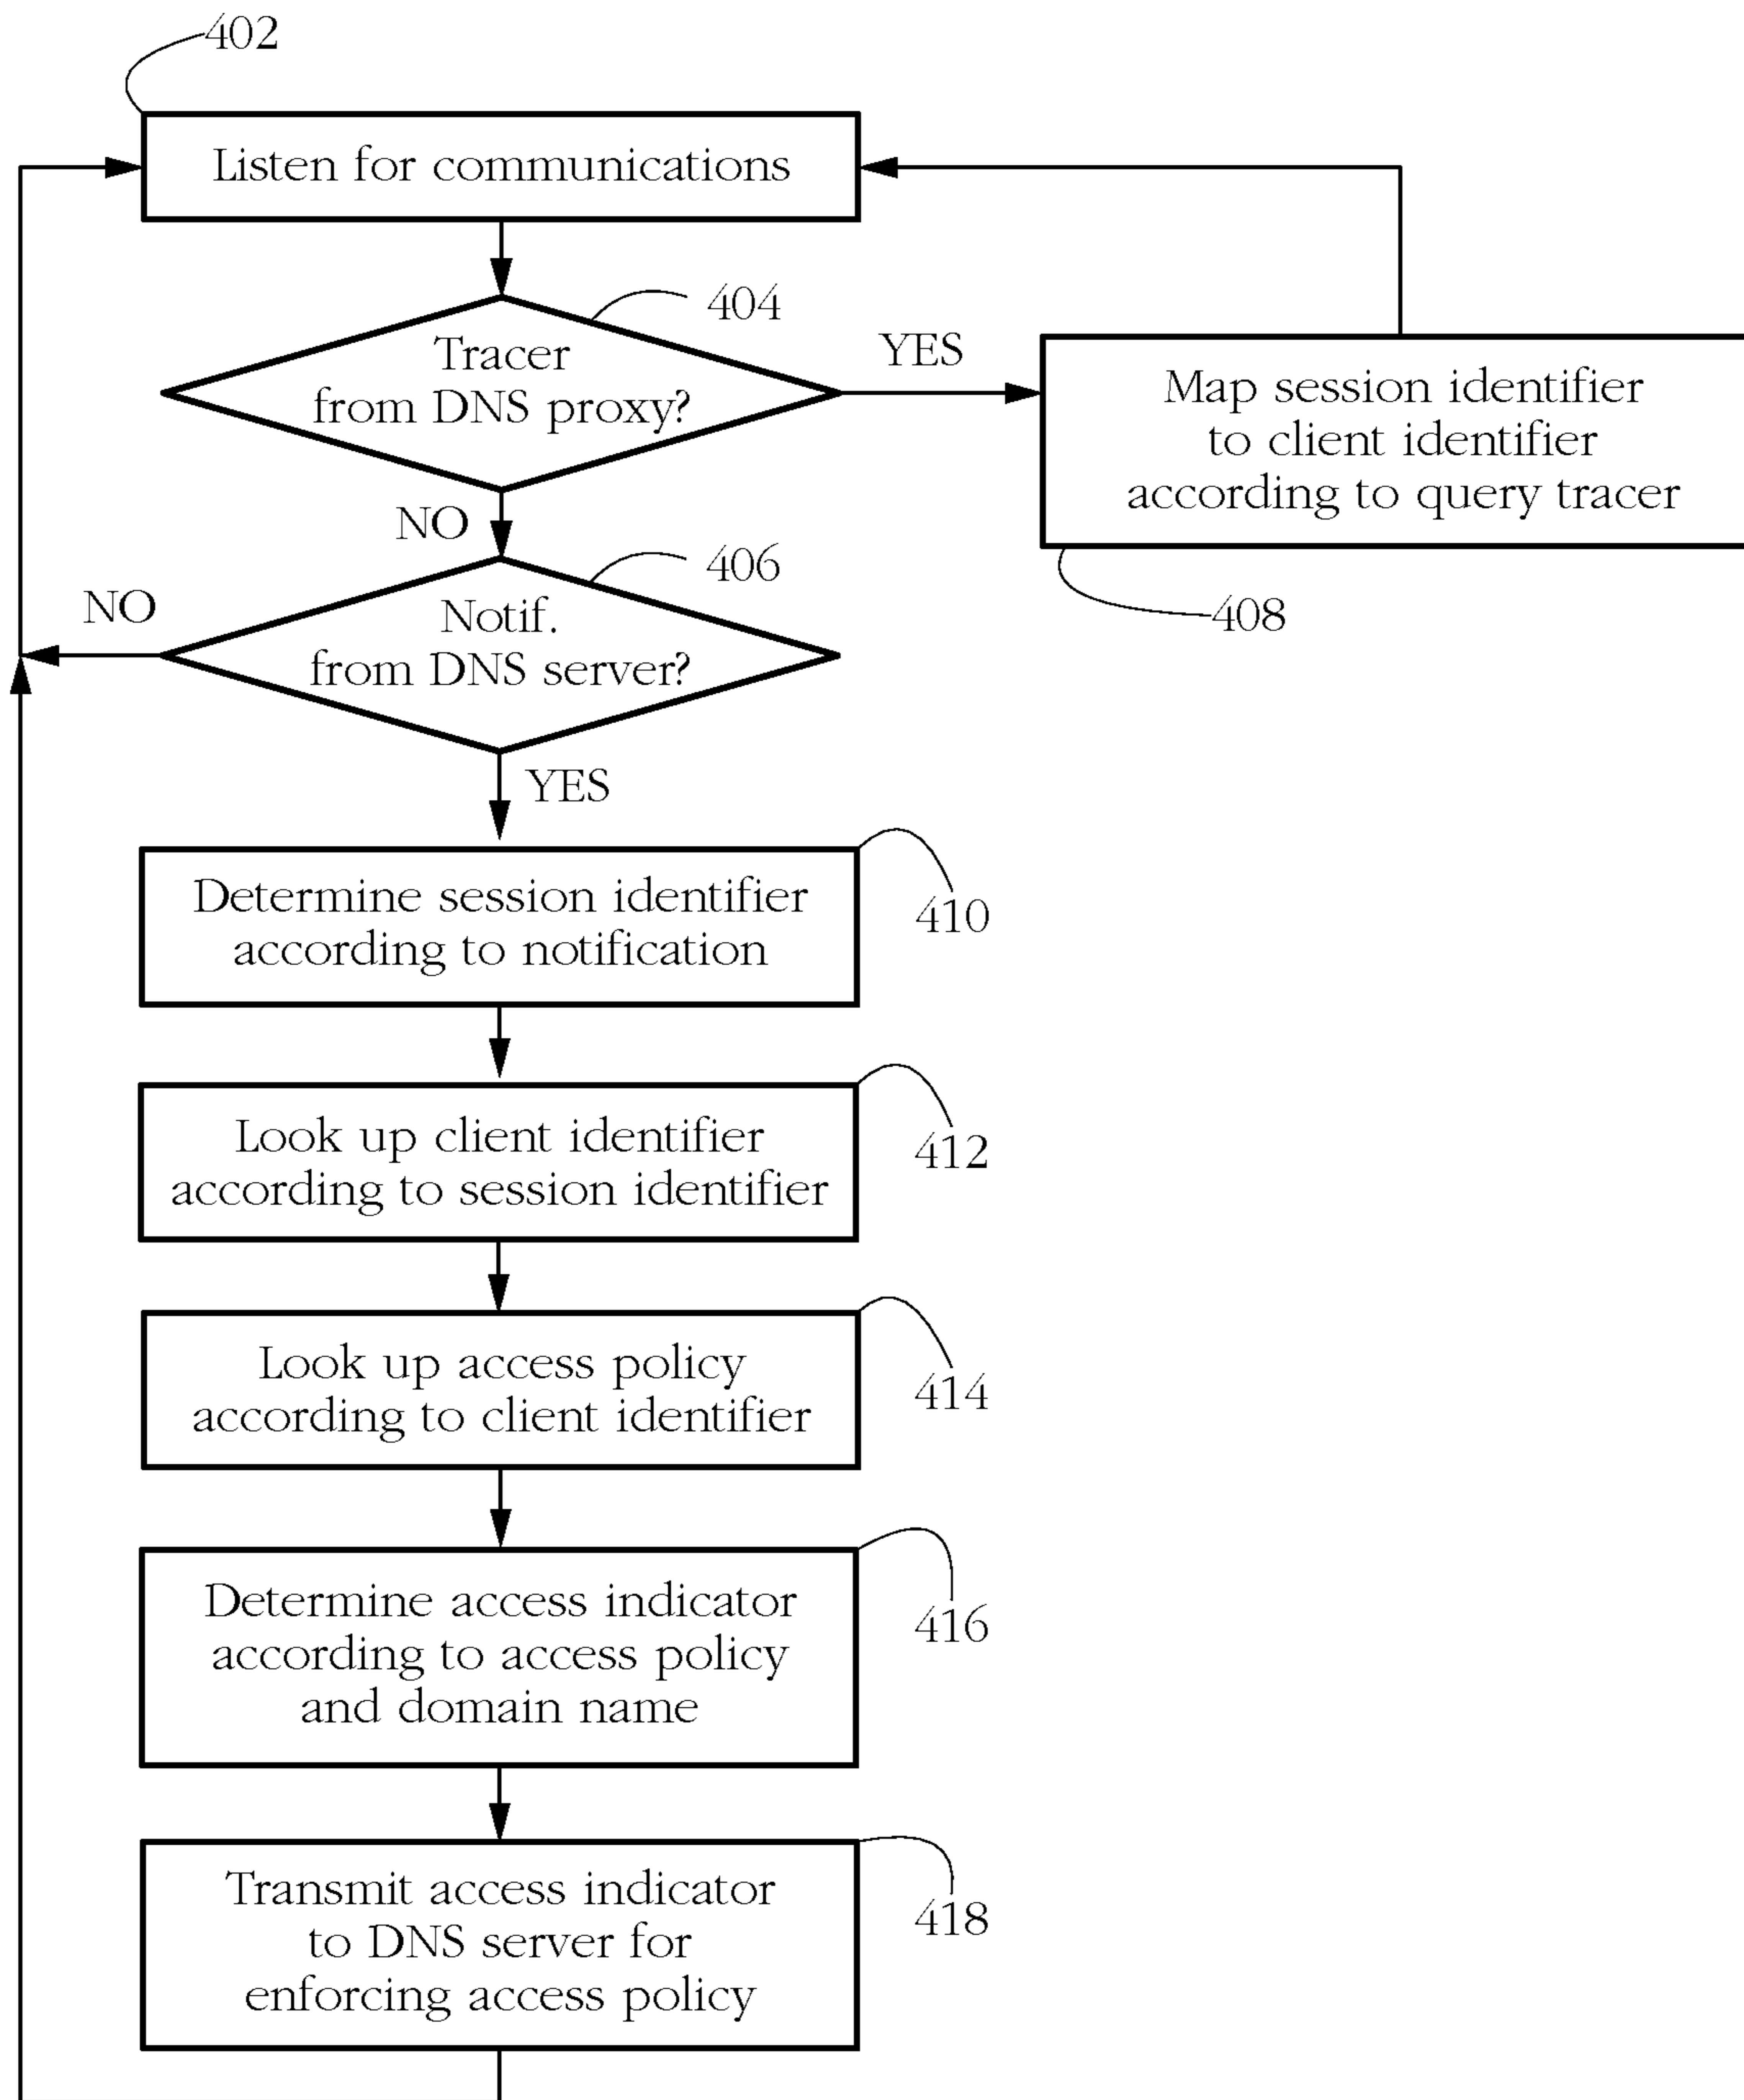 402
Listen for communications
404
Tracer
from DNS proxy?
YES
Map session identifier
to client identifier
according to query tracer
408
NO
406
Notif.
from DNS server?
NO
YES
Determine session identifier
according to notification
410
Look up client identifier
according to session identifier
412
Look up access policy
according to client identifier
414
Determine access indicator
according to access policy
and domain name
416
Transmit access indicator
to DNS server for
enforcing access policy
418